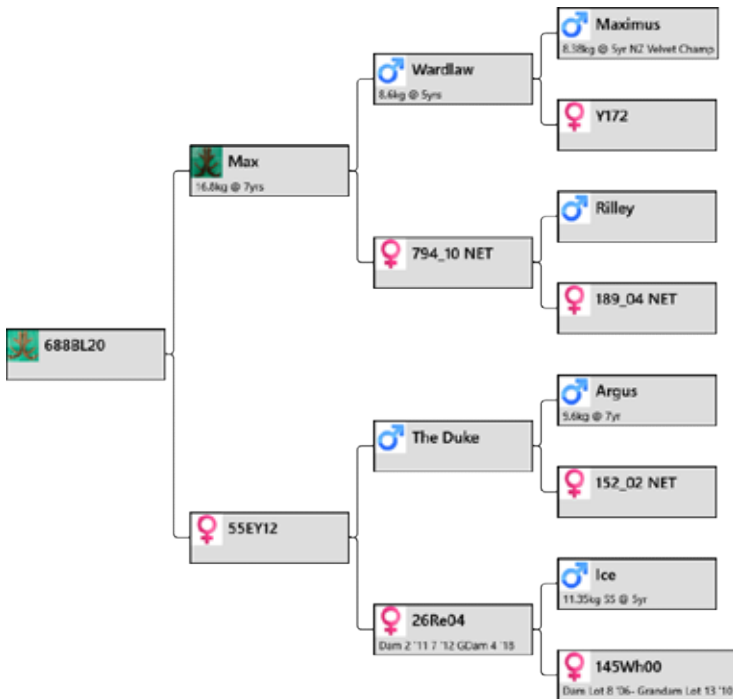 Maximus
8.38kg @ 5yr NZ Velvet Champ
Wardlaw
8.6kg @ 5yrs
Y172
Max
16.8kg @ 7yrs
Rilley
794_10 NET
189_04 NET
688BL20
Argus
9.6kg @ 7yr
The Duke
152_02 NET
55EY12
Ice
11.35kg SS @ 5yr
26Re04
Dam 2 '11 7 '12 GDam 4 '18
145Wh00
Dam Lot 8 '06- Grandam Lot 13 '10